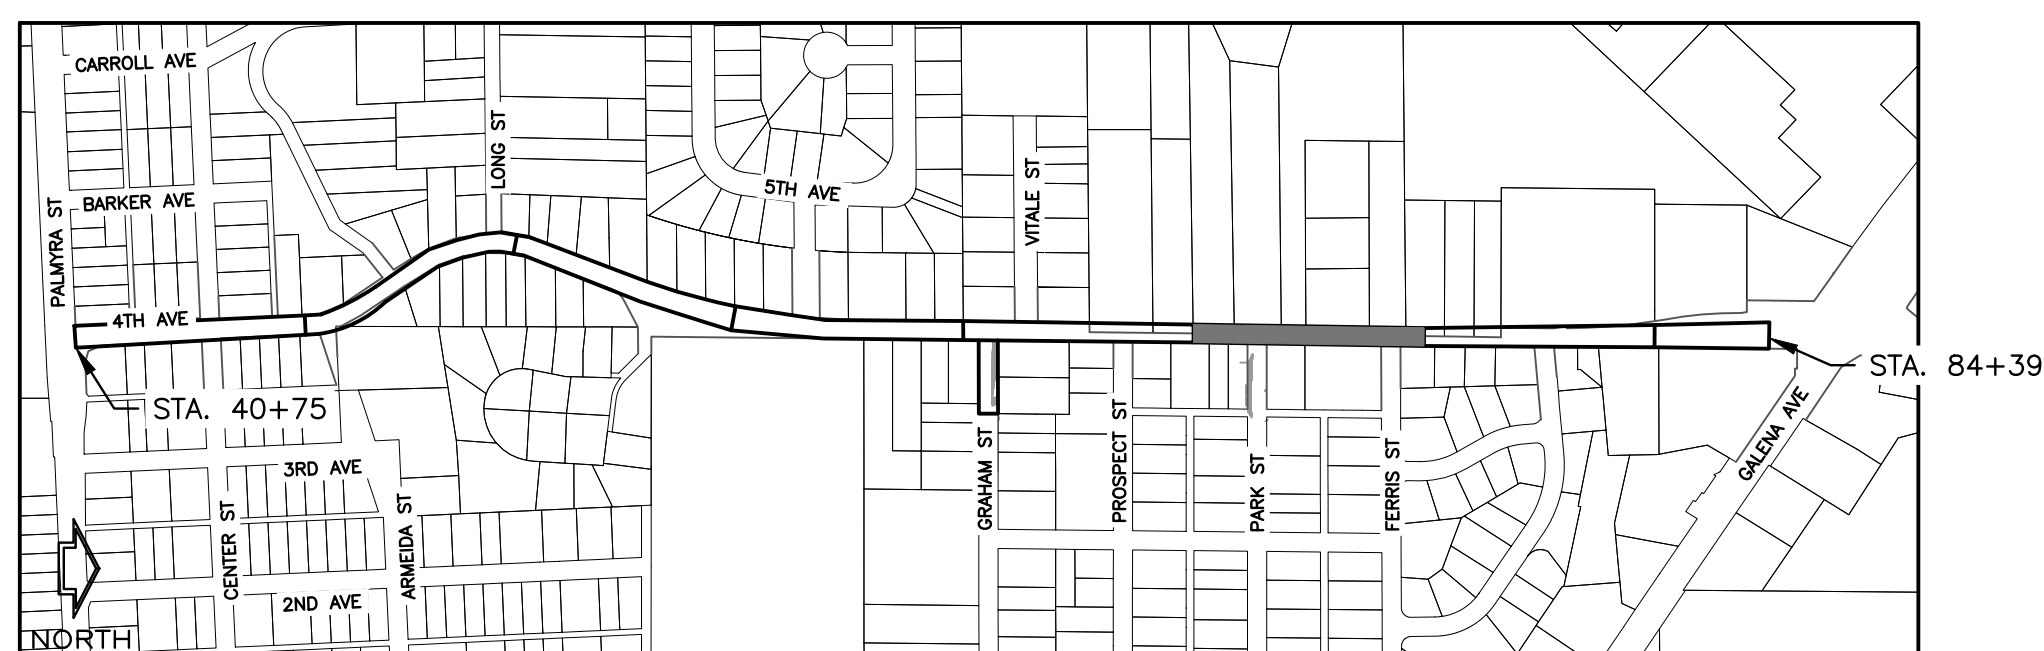 CARROLL AVE
LONG ST
5TH AVE
VITALE ST
BARKER AVE
PALMYRA ST
4TH AVE
STA. 40+75
STA. 84+39
GALENA AVE
3RD AVE
GRAHAM ST
PROSPECT ST
PARK ST
FERRIS ST
CENTER ST
ARMEIDA ST
2ND AVE
NORTH